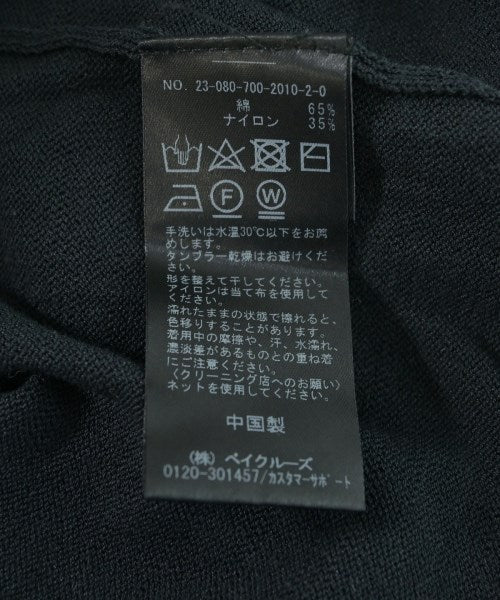 NO. 23-080-700-2010-2-0
綿 65%
ナイロン 35%
F W
手洗いは水温30℃以下をお薦
めします。
タンブラー乾燥はお避けくだ
さい。
形を整えて干してください。
アイロンは当て布を使用して
ください。
濡れたままの状態で擦れると、
色移りすることがあります。
着用中の摩擦や、汗、水濡れ、
濃淡差があるものとの重ね着
にご注意ください。
〈クリーニング店へのお願い〉
ネットを使用してください。
中国製
(株) ベイクルーズ
0120-301457/カスタマーサポート